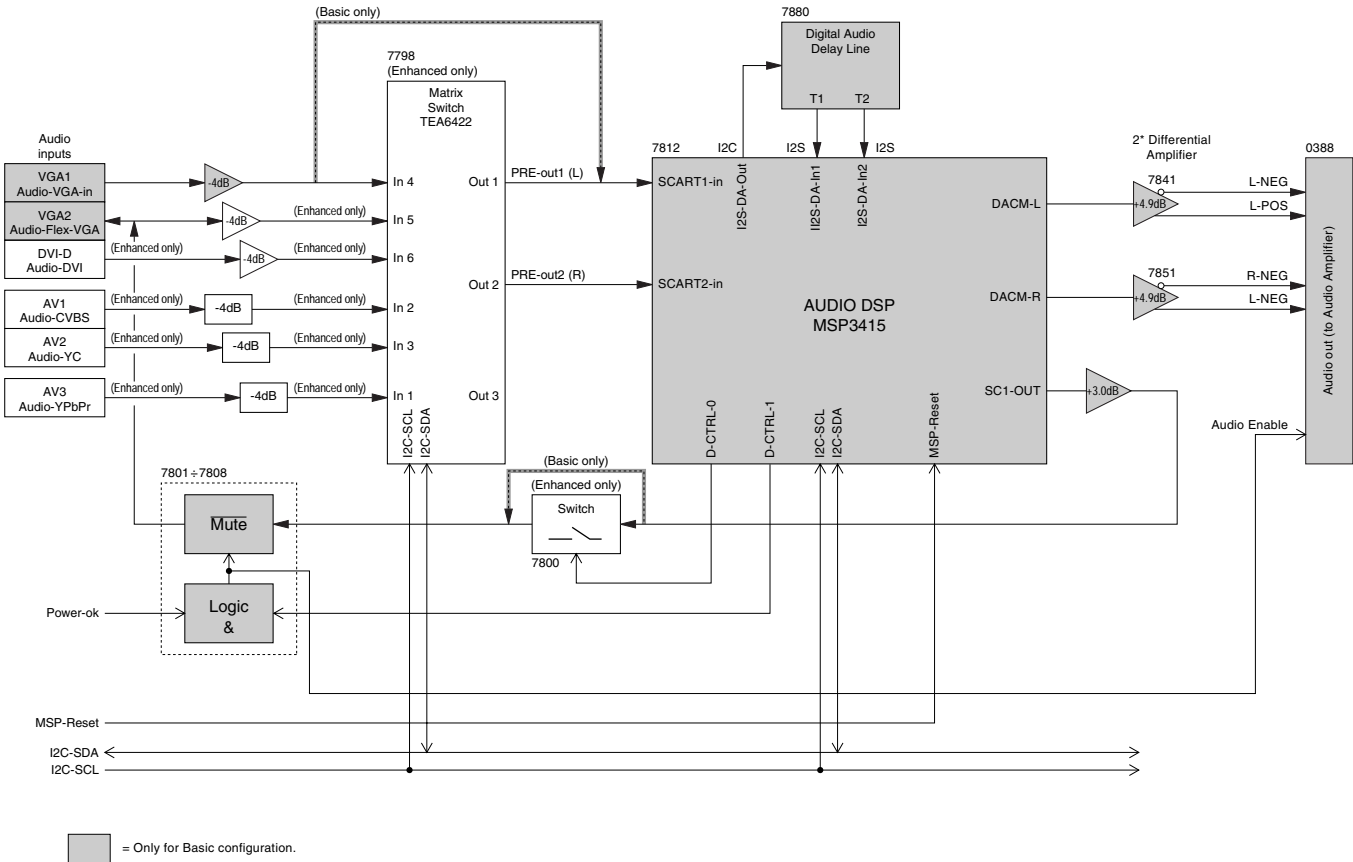 (Basic only)
7880
Digital Audio
Delay Line
T1 T2
7798
(Enhanced only)
Matrix
Switch
TEA6422
Audio
inputs
VGA1
Audio-VGA-in
VGA2
Audio-Flex-VGA
DVI-D
Audio-DVI
AV1
Audio-CVBS
AV2
Audio-YC
AV3
Audio-YPbPr
-4dB
-4dB
(Enhanced only)
(Enhanced only)
-4dB
(Enhanced only)
(Enhanced only)
-4dB
(Enhanced only)
(Enhanced only)
-4dB
(Enhanced only)
(Enhanced only)
-4dB
(Enhanced only)
In 4
In 5
In 6
In 2
In 3
In 1
Out 1
Out 2
Out 3
I2C-SCL
I2C-SDA
PRE-out1 (L)
PRE-out2 (R)
7812
I2C
I2S
I2S
SCART1-in
SCART2-in
I2S-DA-Out
II2S-DA-In1
I2S-DA-In2
AUDIO DSP
MSP3415
DACM-L
DACM-R
SC1-OUT
D-CTRL-0
D-CTRL-1
I2C-SCL
I2C-SDA
MSP-Reset
2* Differential
Amplifier
7841
+4.9dB
L-NEG
L-POS
7851
+4.9dB
R-NEG
L-NEG
+3.0dB
0388
Audio out (to Audio Amplifier)
Audio Enable
(Basic only)
(Enhanced only)
Switch
7800
7801÷7808
Mute
Logic
&
Power-ok
MSP-Reset
I2C-SDA
I2C-SCL
= Only for Basic configuration.